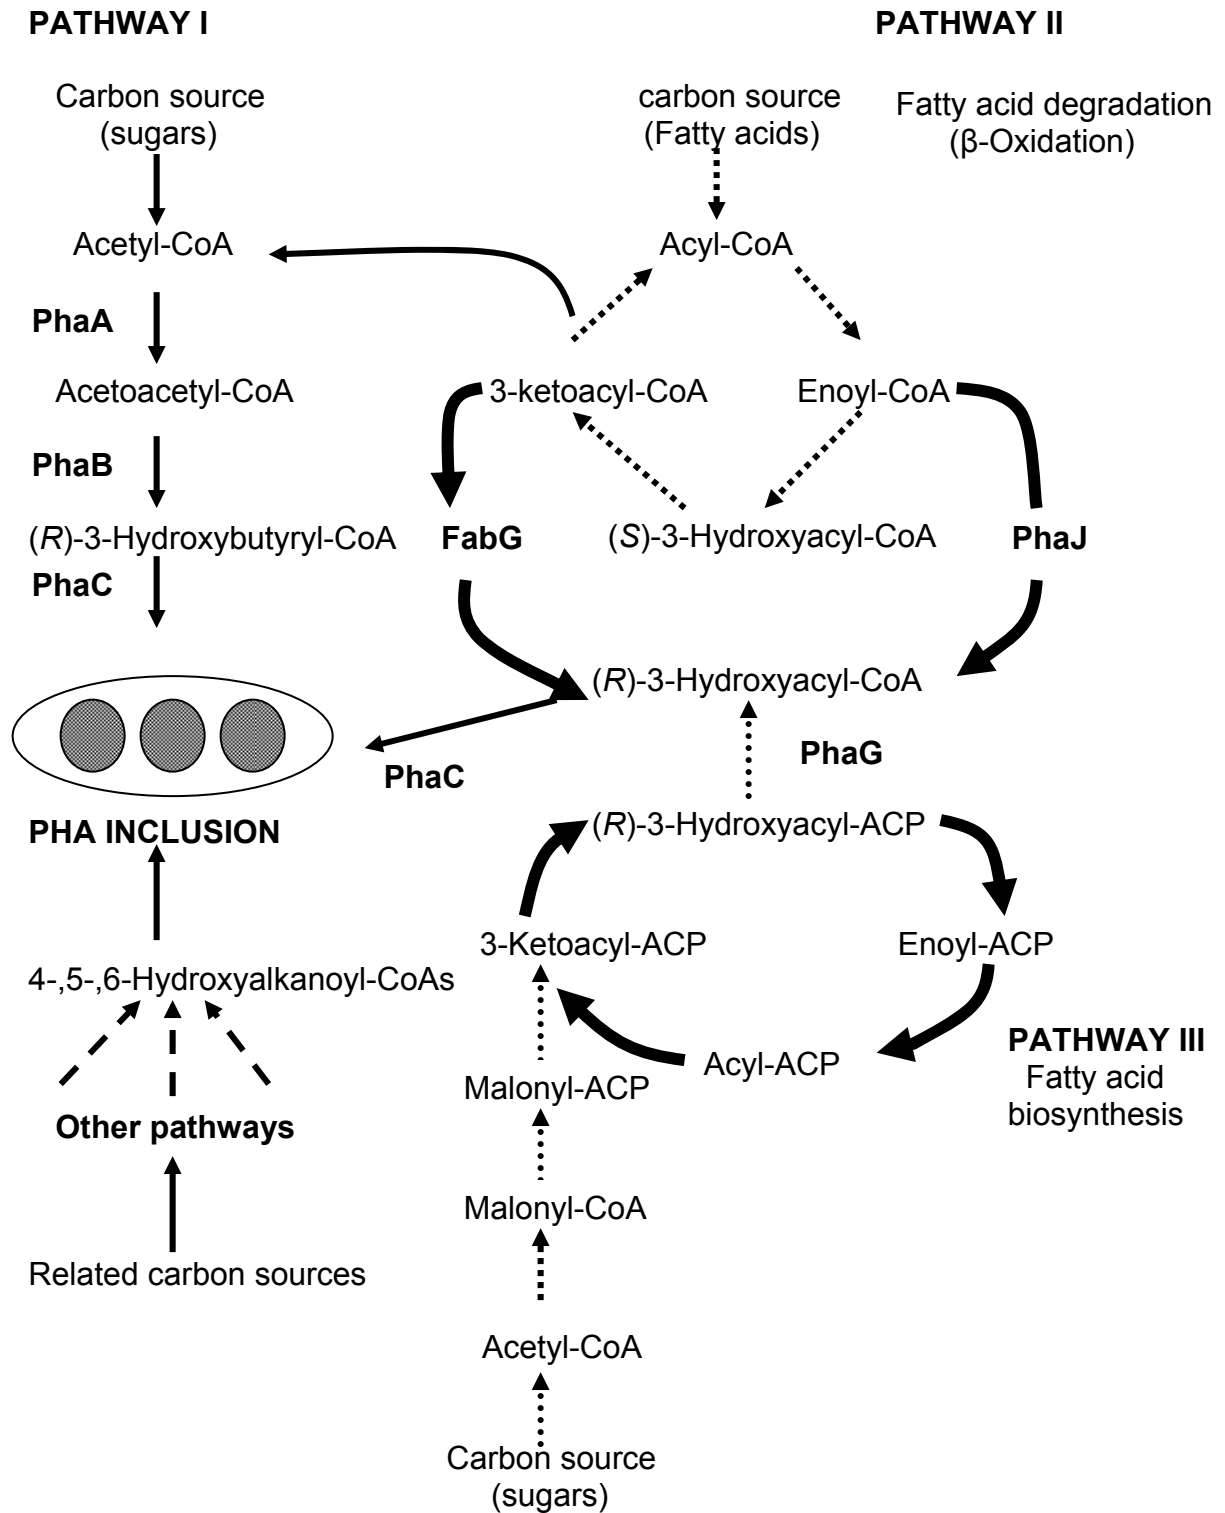 PATHWAY I
PATHWAY II
Carbon source
(sugars)
carbon source
(Fatty acids)
Fatty acid degradation
(β-Oxidation)
Acetyl-CoA
Acyl-CoA
PhaA
Acetoacetyl-CoA
3-ketoacyl-CoA
Enoyl-CoA
PhaB
(R)-3-Hydroxybutyryl-CoA
FabG
(S)-3-Hydroxyacyl-CoA
PhaJ
PhaC
(R)-3-Hydroxyacyl-CoA
PhaG
PhaC
PHA INCLUSION
(R)-3-Hydroxyacyl-ACP
3-Ketoacyl-ACP
Enoyl-ACP
4-,5-,6-Hydroxyalkanoyl-CoAs
PATHWAY III
Fatty acid
biosynthesis
Acyl-ACP
Malonyl-ACP
Other pathways
Malonyl-CoA
Related carbon sources
Acetyl-CoA
Carbon source
(sugars)